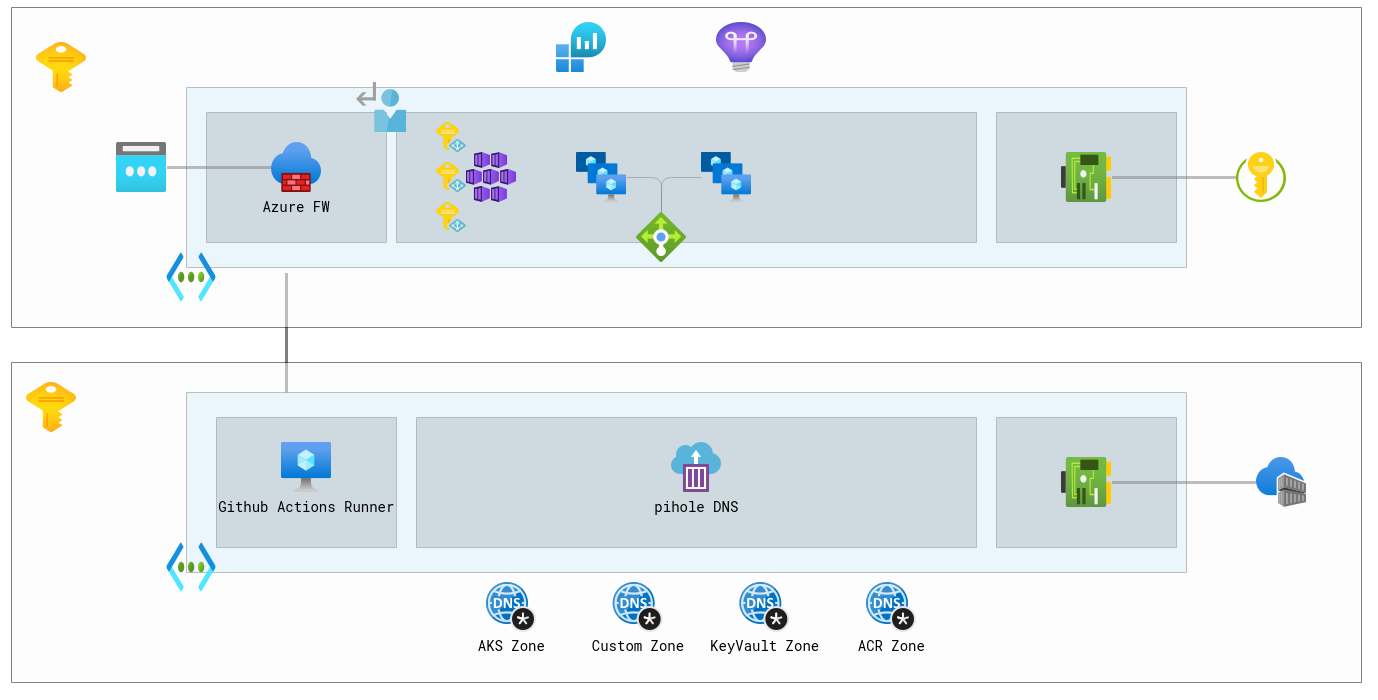 Azure FW
Github Actions Runner
pihole DNS
DNS
DNS
DNS
DNS
AKS Zone
Custom Zone
KeyVault Zone
ACR Zone